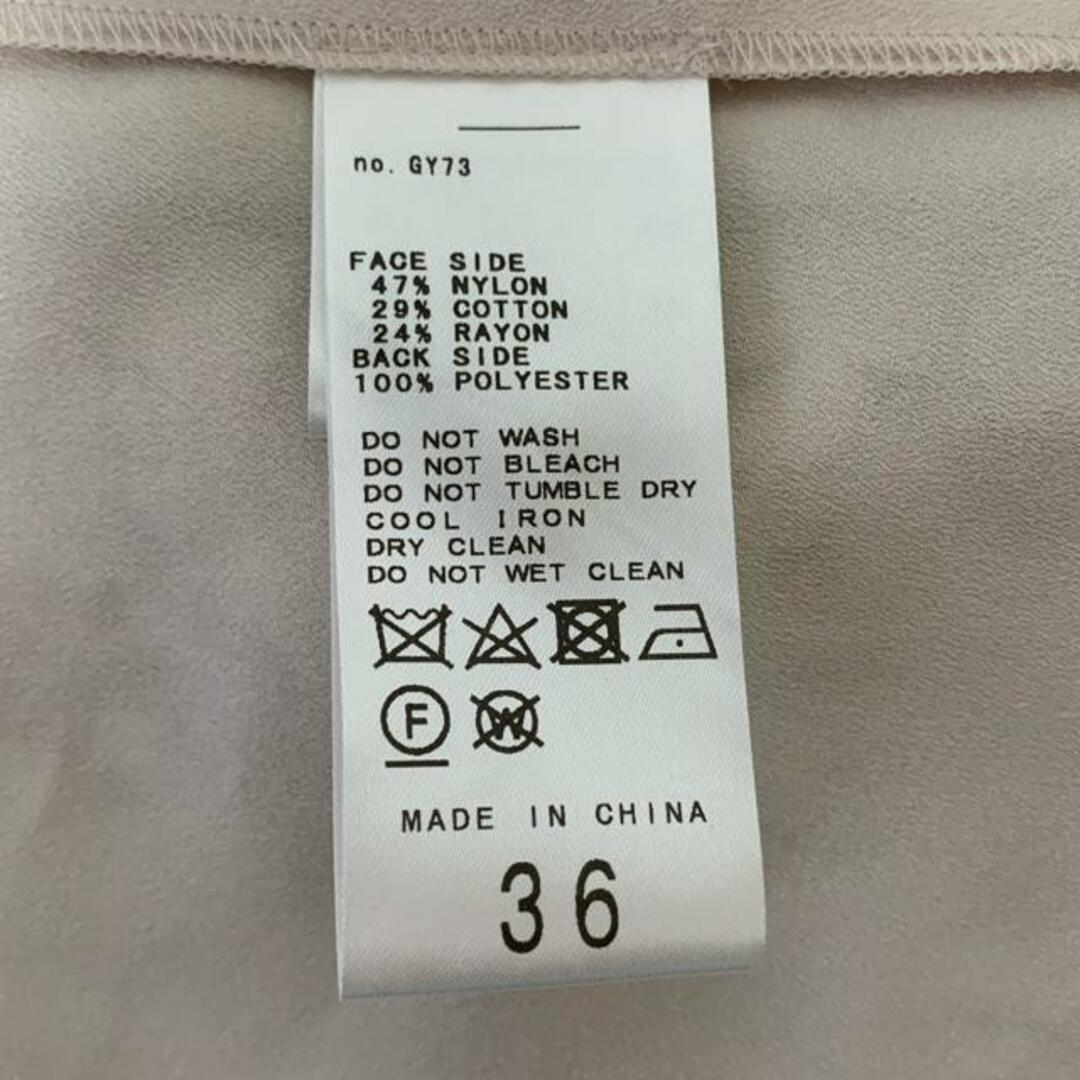 no. GY73
FACE SIDE
47% NYLON
29% COTTON
24% RAYON
BACK SIDE
100% POLYESTER
DO NOT WASH
DO NOT BLEACH
DO NOT TUMBLE DRY
COOL IRON
DRY CLEAN
DO NOT WET CLEAN
F W
MADE IN CHINA
36